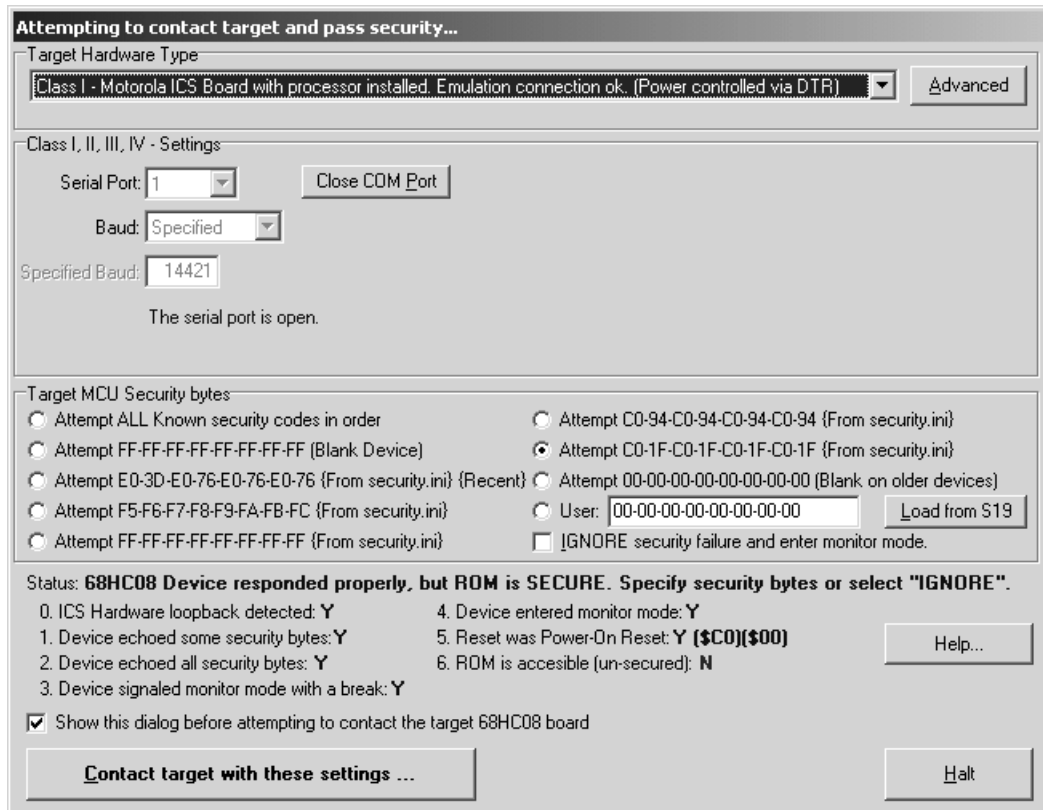 Attempting to contact target and pass security...
Target Hardware Type
Class I - Motorola ICS Board with processor installed. Emulation connection ok. (Power controlled via DTR)
Advanced
Class I, II, III, IV - Settings
Serial Port: 1
Close COM Port
Baud: Specified
Specified Baud: 14421
The serial port is open.
Target MCU Security bytes
Attempt ALL Known security codes in order
Attempt FF-FF-FF-FF-FF-FF-FF-FF (Blank Device)
Attempt E0-3D-E0-76-E0-76-E0-76 {From security.ini} {Recent}
Attempt F5-F6-F7-F8-F9-FA-FB-FC {From security.ini}
Attempt FF-FF-FF-FF-FF-FF-FF-FF {From security.ini}
Attempt C0-94-C0-94-C0-94-C0-94 {From security.ini}
Attempt C0-1F-C0-1F-C0-1F-C0-1F {From security.ini}
Attempt 00-00-00-00-00-00-00-00 (Blank on older devices)
User: 00-00-00-00-00-00-00-00
Load from S19
IGNORE security failure and enter monitor mode.
Status: 68HC08 Device responded properly, but ROM is SECURE. Specify security bytes or select "IGNORE".
0. ICS Hardware loopback detected: Y
1. Device echoed some security bytes: Y
2. Device echoed all security bytes: Y
3. Device signaled monitor mode with a break: Y
4. Device entered monitor mode: Y
5. Reset was Power-On Reset: Y ($C0)($00)
6. ROM is accesible (un-secured): N
Help...
Show this dialog before attempting to contact the target 68HC08 board
Contact target with these settings ...
Halt